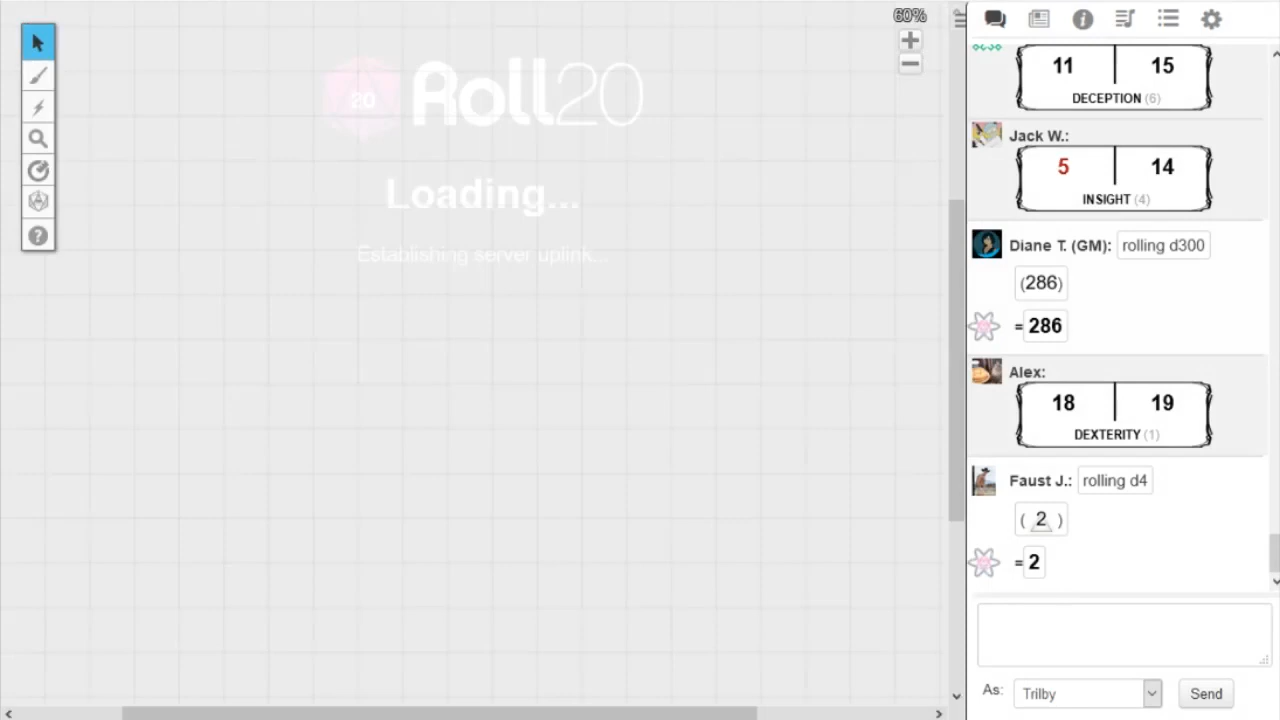 60%
20 Roll20
Loading...
Establishing server uplink...
11 15
DECEPTION (6)
Jack W.:
5 14
INSIGHT (4)
Diane T. (GM): rolling d300
(286)
=286
Alex:
18 19
DEXTERITY (1)
Faust J.: rolling d4
( 2 )
=2
As: Trilby Send